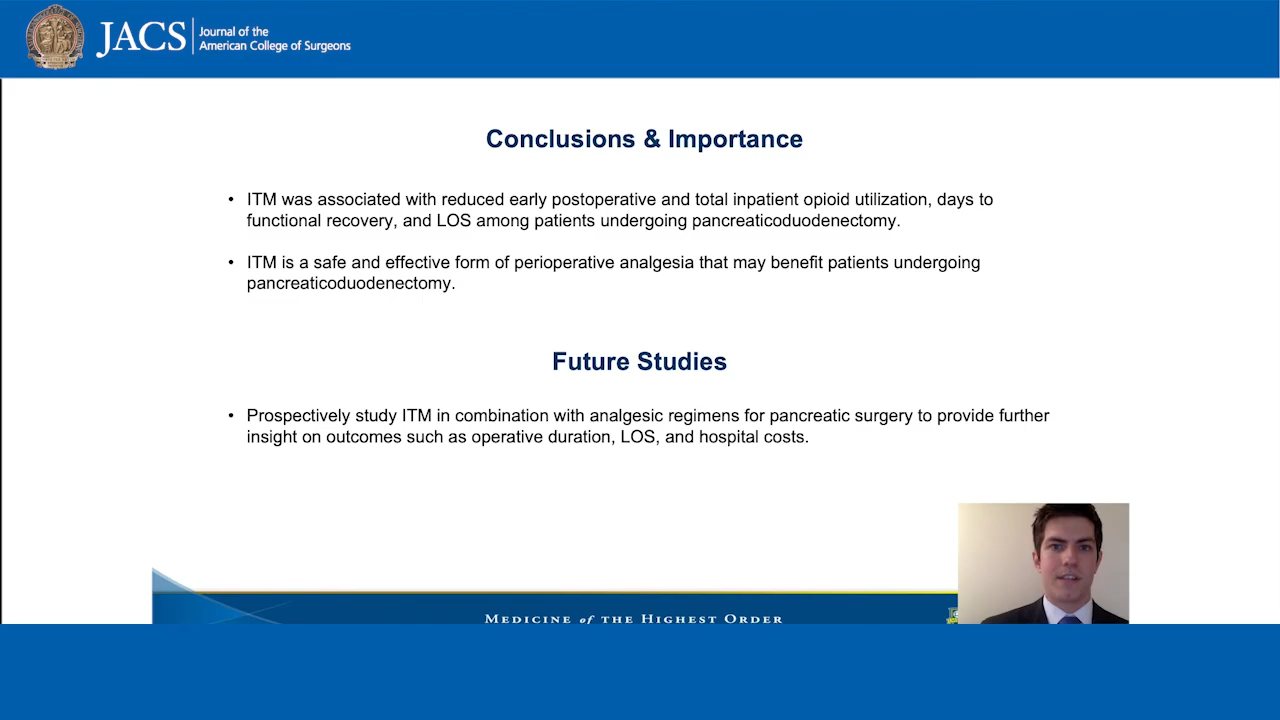 JACS
Journal of the
American College of Surgeons
Conclusions & Importance
• ITM was associated with reduced early postoperative and total inpatient opioid utilization, days to
functional recovery, and LOS among patients undergoing pancreaticoduodenectomy.
• ITM is a safe and effective form of perioperative analgesia that may benefit patients undergoing
pancreaticoduodenectomy.
Future Studies
• Prospectively study ITM in combination with analgesic regimens for pancreatic surgery to provide further
insight on outcomes such as operative duration, LOS, and hospital costs.
MEDICINE of THE HIGHEST ORDER